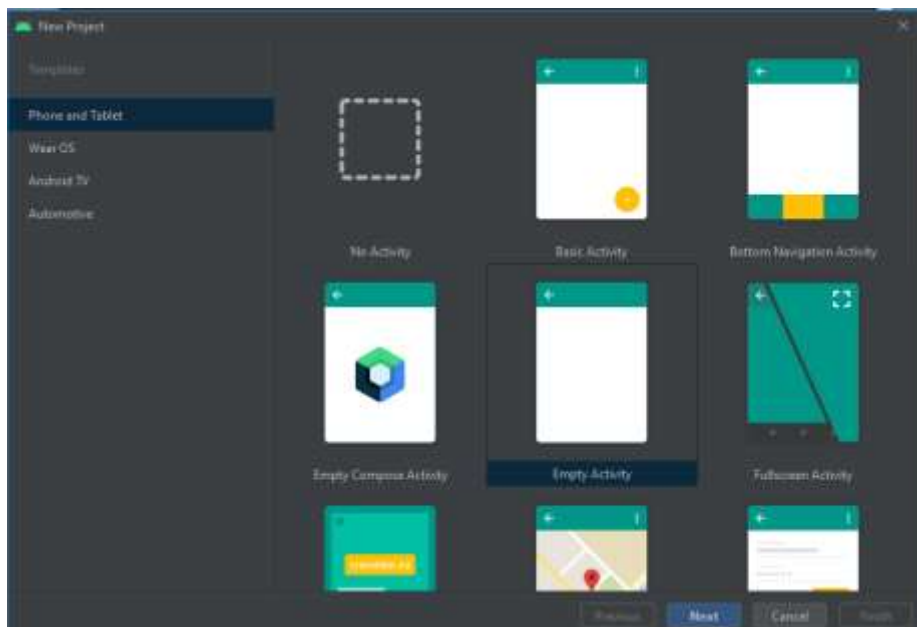 New Project
Templates
Phone and Tablet
Wear OS
Android TV
Automotive
No Activity
Basic Activity
Bottom Navigation Activity
Empty Compose Activity
Empty Activity
Fullscreen Activity
Previous
Next
Cancel
Finish